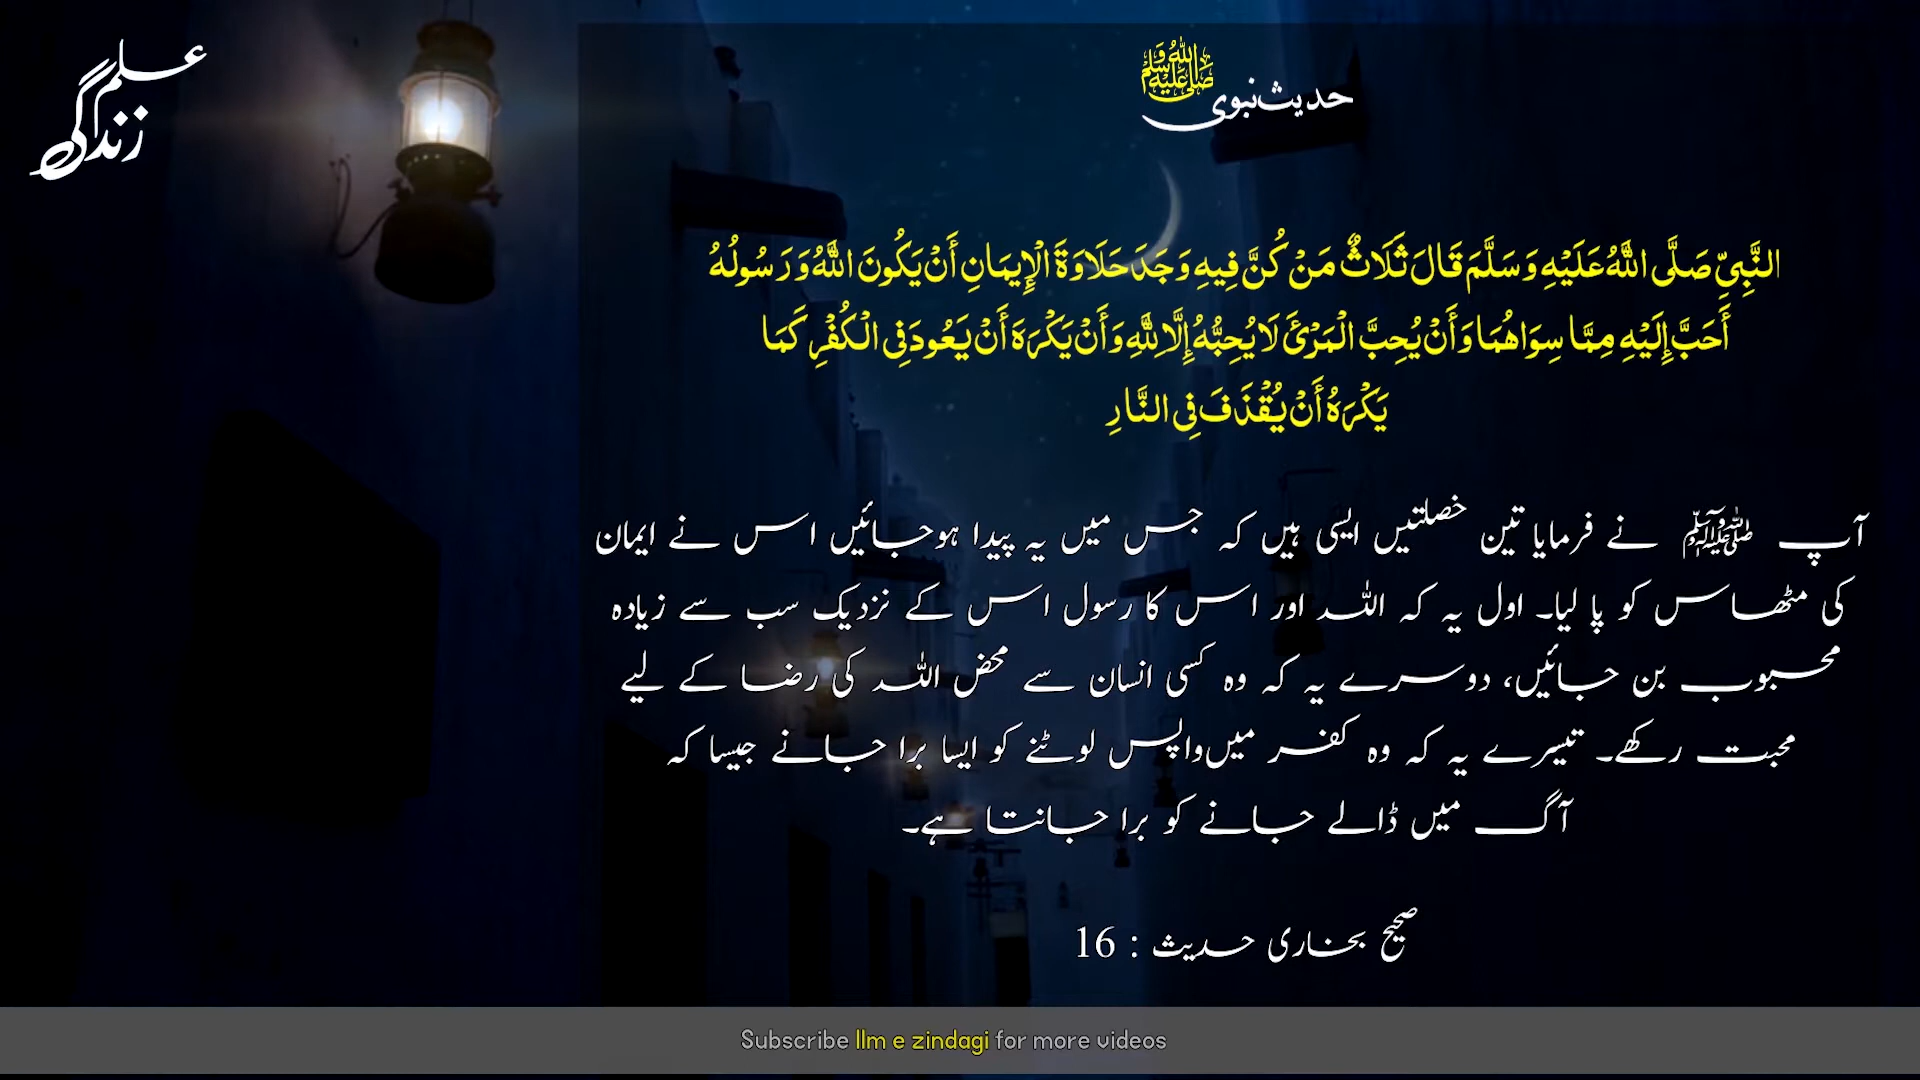 علم
زندگی
حدیث نبوی ﷺ
النَّبِيِّ صَلَّى اللَّهُ عَلَيْهِ وَسَلَّمَ قَالَ ثَلَاثٌ مَنْ كُنَّ فِيهِ وَجَدَ حَلَاوَةَ الْإِيمَانِ أَنْ يَكُونَ اللَّهُ وَرَسُولُهُ
أَحَبَّ إِلَيْهِ مِمَّا سِوَاهُمَا وَأَنْ يُحِبَّ الْمَرْئَ لَا يُحِبُّهُ إِلَّا لِلَّهِ وَأَنْ يَكْرَهَ أَنْ يَعُودَ فِي الْكُفْرِ كَمَا
يَكْرَهُ أَنْ يُقْذَفَ فِي النَّارِ
آپ ﷺ نے فرمایا تین خصلتیں ایسی ہیں کہ جس میں یہ پیدا ہوجائیں اس نے ایمان
کی مٹھاس کو پا لیا۔ اول یہ کہ اللہ اور اس کا رسول اس کے نزدیک سب سے زیادہ
محبوب بن جائیں، دوسرے یہ کہ وہ کسی انسان سے محض اللہ کی رضا کے لیے
محبت رکھے۔ تیسرے یہ کہ وہ کفر میں واپس لوٹنے کو ایسا برا جانے جیسا کہ
آگ میں ڈالے جانے کو برا جانتا ہے۔
صحیح بخاری حدیث : 16
Subscribe Ilm e zindagi for more videos